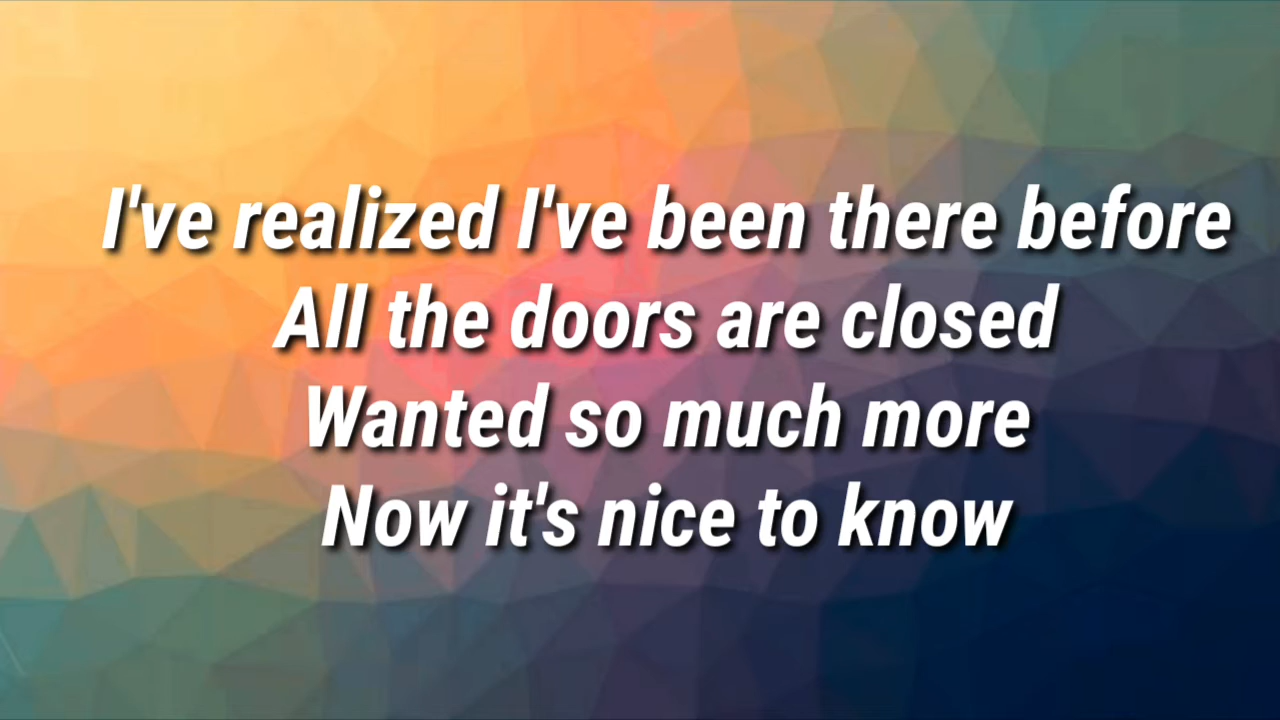 I've realized I've been there before
All the doors are closed
Wanted so much more
Now it's nice to know